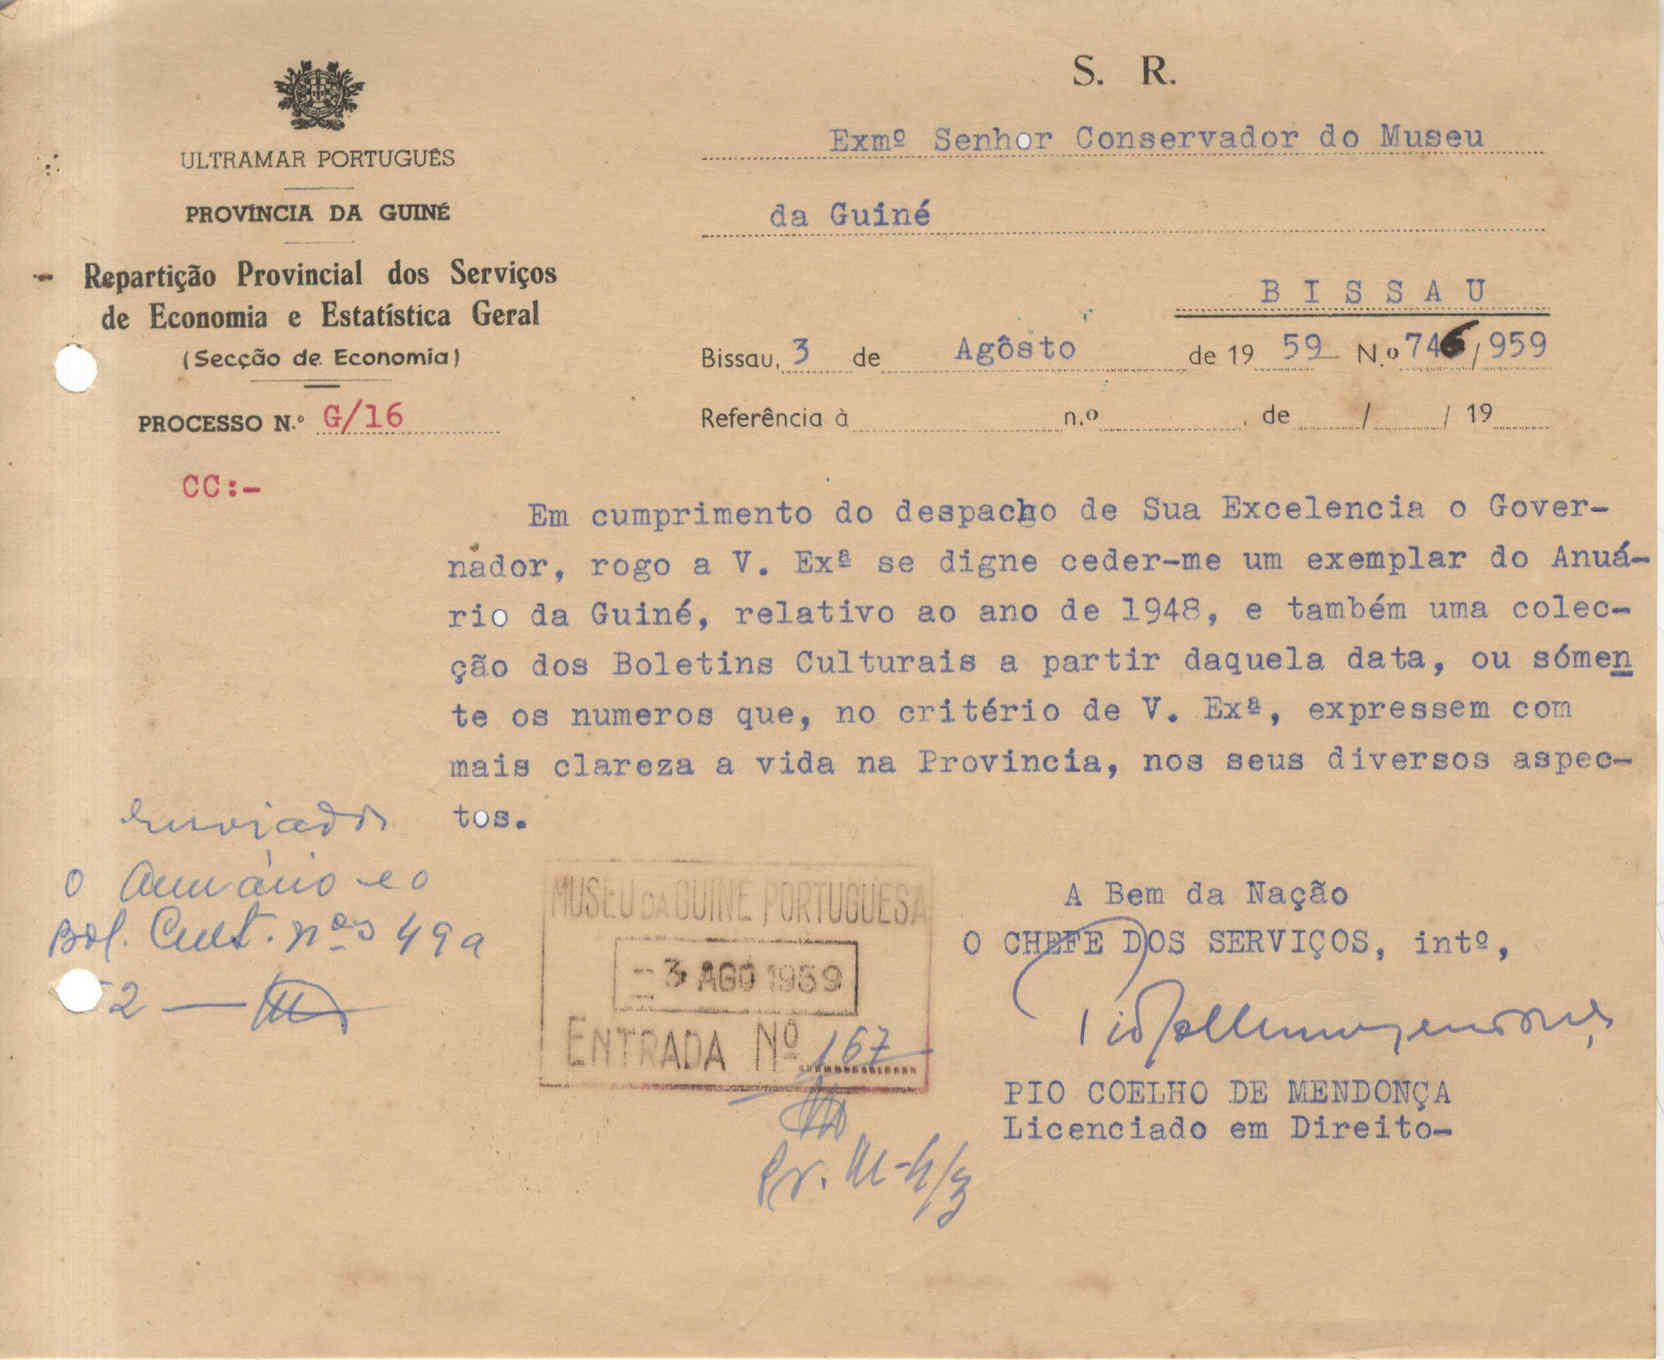 S. R.
ULTRAMAR PORTUGUÊS
PROVÍNCIA DA GUINÉ
Repartição Provincial dos Serviços
de Economia e Estatística Geral
(Secção de Economia)
PROCESSO N.º G/16
CC:-
Exmº Senhor Conservador do Museu
da Guiné
BISSAU
Bissau, 3 de Agôsto de 19 59 N.º 746/959
Referência à n.º de / / 19
Em cumprimento do despacho de Sua Excelencia o Gover-
nador, rogo a V. Exª se digne ceder-me um exemplar do Anuá-
rio da Guiné, relativo ao ano de 1948, e também uma colec-
ção dos Boletins Culturais a partir daquela data, ou sómen
te os numeros que, no critério de V. Exª, expressem com
mais clareza a vida na Provincia, nos seus diversos aspec-
tos.
enviado
o Anuário e o
Bol. Cult. nºs 49 a
52 —
MUSEU DA GUINÉ PORTUGUESA
-3 AGO 1959
ENTRADA Nº 167
Pr. M-4/3
A Bem da Nação
O CHEFE DOS SERVIÇOS, intº,
PIO COELHO DE MENDONÇA
Licenciado em Direito-